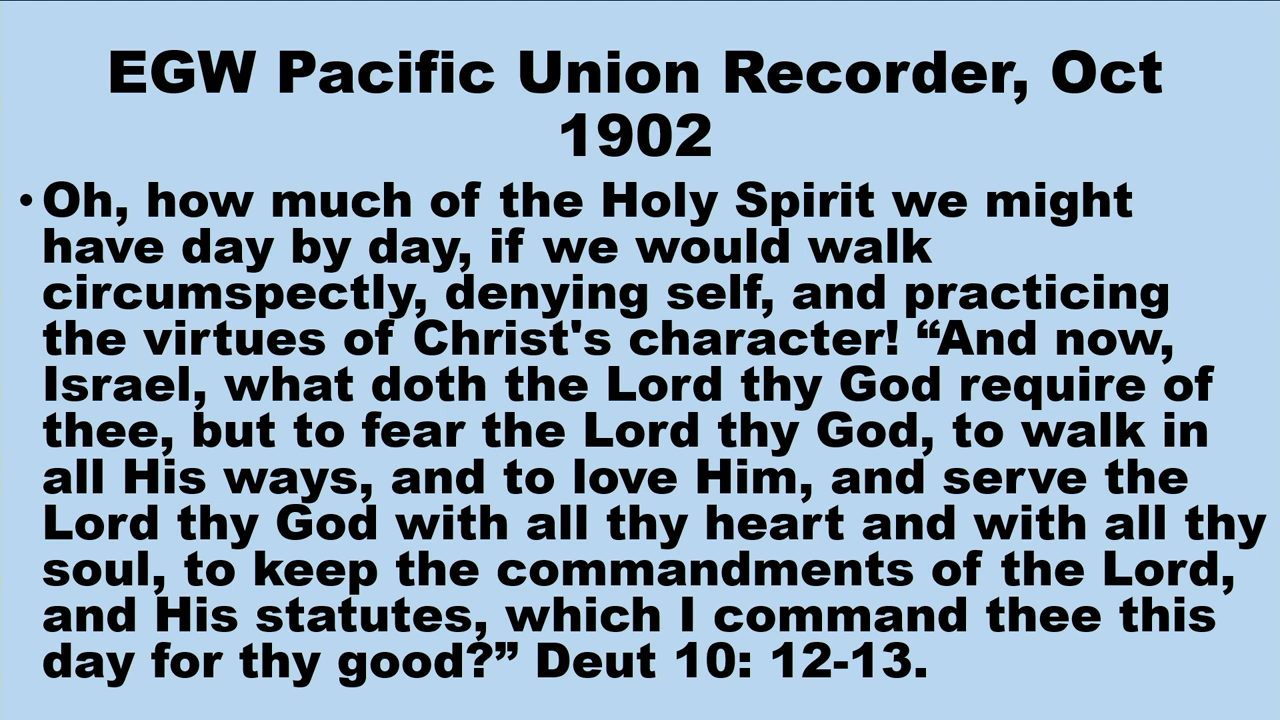 EGW Pacific Union Recorder, Oct
1902
• Oh, how much of the Holy Spirit we might
have day by day, if we would walk
circumspectly, denying self, and practicing
the virtues of Christ's character! “And now,
Israel, what doth the Lord thy God require of
thee, but to fear the Lord thy God, to walk in
all His ways, and to love Him, and serve the
Lord thy God with all thy heart and with all thy
soul, to keep the commandments of the Lord,
and His statutes, which I command thee this
day for thy good?” Deut 10: 12-13.